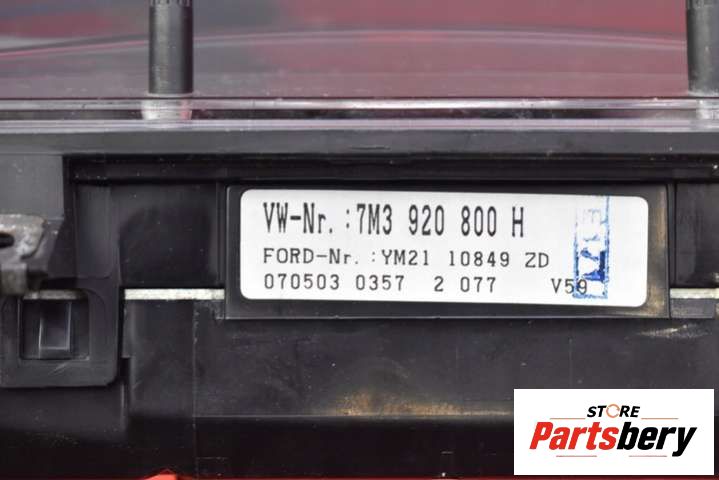 VW-Nr. :7M3 920 800 H
FORD-Nr. :YM21 10849 ZD
070503 0357 2 077 V59
STORE
Partsbery